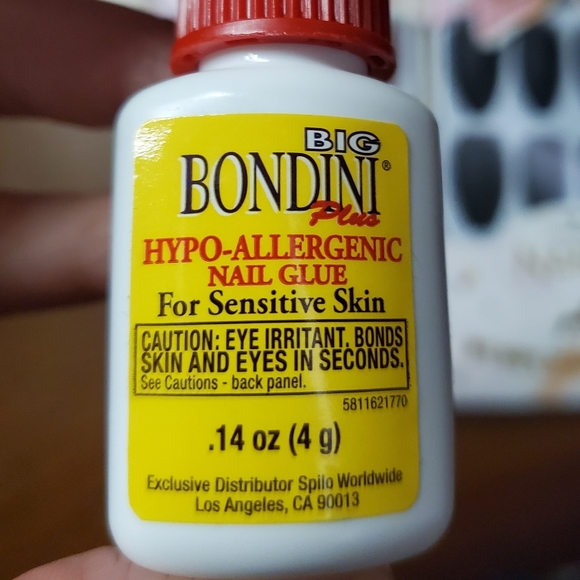 BIG
BONDINI®
Plus
HYPO-ALLERGENIC
NAIL GLUE
For Sensitive Skin
CAUTION: EYE IRRITANT. BONDS
SKIN AND EYES IN SECONDS.
See Cautions - back panel.
5811621770
.14 oz (4 g)
Exclusive Distributor Spilo Worldwide
Los Angeles, CA 90013